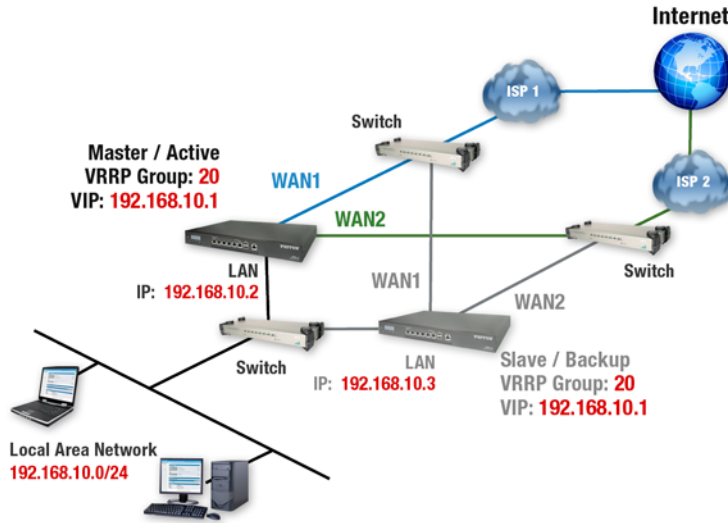 Internet
ISP 1
Switch
Master / Active
VRRP Group: 20
VIP: 192.168.10.1
WAN1
ISP 2
WAN2
Switch
LAN
IP: 192.168.10.2
WAN1
WAN2
Switch
LAN
IP: 192.168.10.3
Slave / Backup
VRRP Group: 20
VIP: 192.168.10.1
Local Area Network
192.168.10.0/24